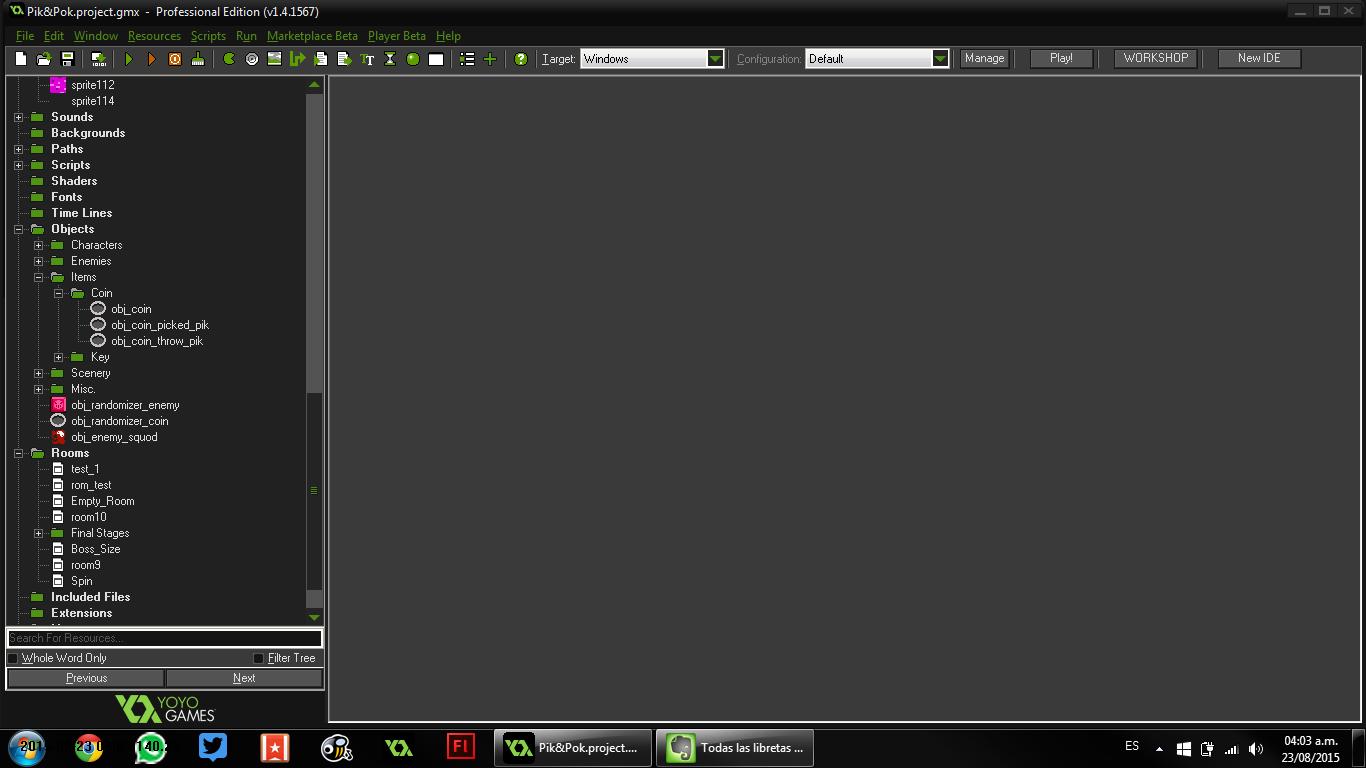 Pik&Pok.project.gmx - Professional Edition (v1.4.1567)
File Edit Window Resources Scripts Run Marketplace Beta Player Beta Help
Target: Windows Configuration: Default Manage Play! WORKSHOP New IDE
sprite112
sprite114
Sounds
Backgrounds
Paths
Scripts
Shaders
Fonts
Time Lines
Objects
Characters
Enemies
Items
Coin
obj_coin
obj_coin_picked_pik
obj_coin_throw_pik
Key
Scenery
Misc.
obj_randomizer_enemy
obj_randomizer_coin
obj_enemy_squod
Rooms
test_1
rom_test
Empty_Room
room10
Final Stages
Boss_Size
room9
Spin
Included Files
Extensions
Search For Resources...
Whole Word Only Filter Tree
Previous Next
YOYO
GAMES
Fl Pik&Pok.project.... Todas las libretas ... ES
04:03 a.m.
23/08/2015